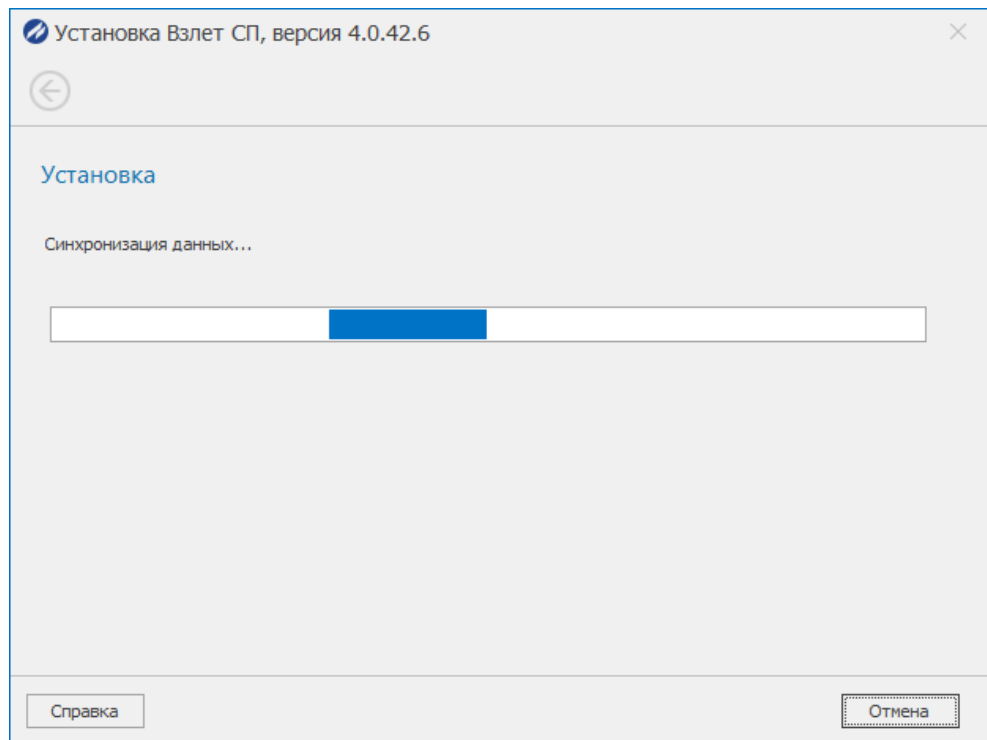 Установка Взлет СП, версия 4.0.42.6
Установка
Синхронизация данных...
Справка
Отмена